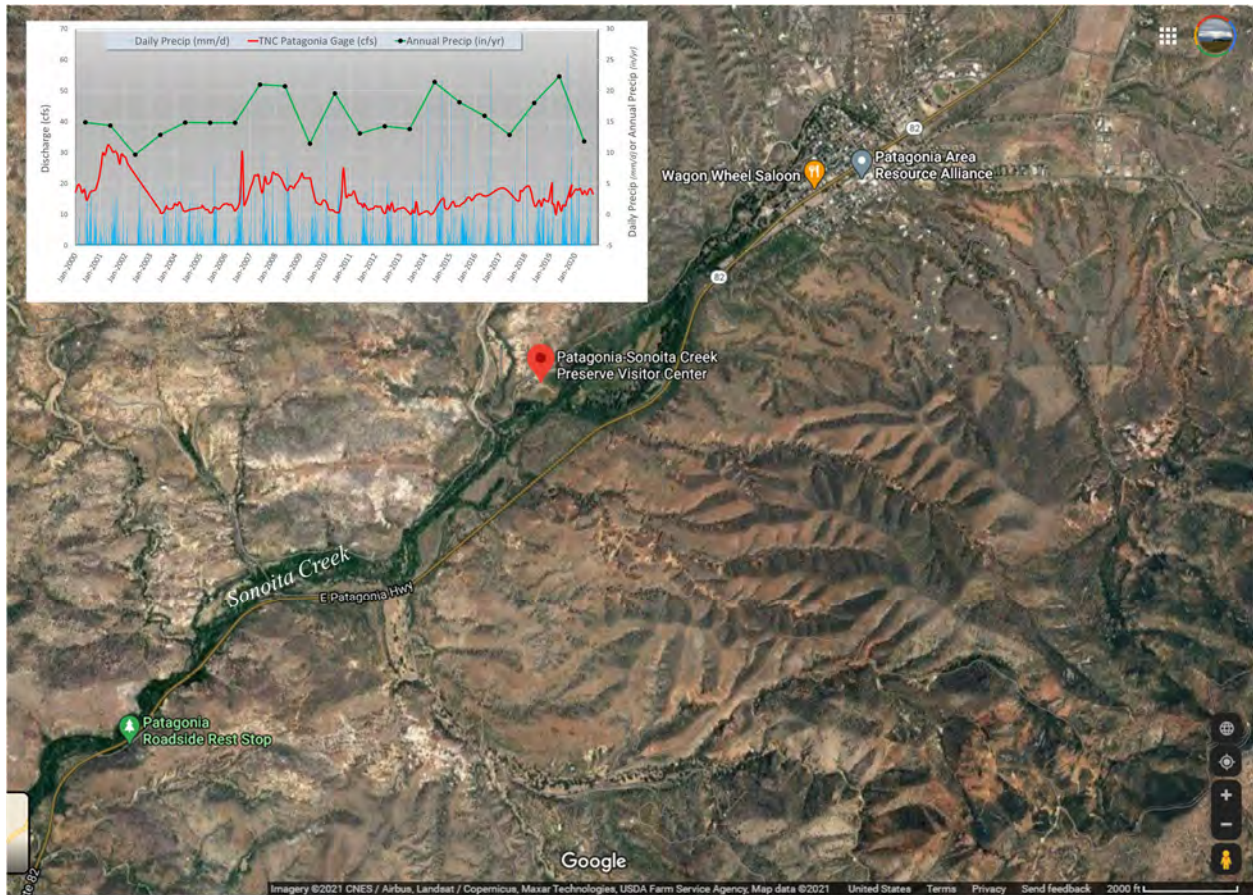 Daily Precip (mm/d) TNC Patagonia Gage (cfs) Annual Precip (in/yr)
70
60
50
40
30
20
10
0
Discharge (cfs)
30
25
20
15
10
5
0
-5
Daily Precip (mm/d) or Annual Precip (in/yr)
Jan-2000
Jan-2001
Jan-2002
Jan-2003
Jan-2004
Jan-2005
Jan-2006
Jan-2007
Jan-2008
Jan-2009
Jan-2010
Jan-2011
Jan-2012
Jan-2013
Jan-2014
Jan-2015
Jan-2016
Jan-2017
Jan-2018
Jan-2019
Jan-2020
82
Wagon Wheel Saloon
Patagonia Area
Resource Alliance
82
Patagonia-Sonoita Creek
Preserve Visitor Center
Sonoita Creek
E Patagonia Hwy
Patagonia
Roadside Rest Stop
te 82
Google
Imagery ©2021 CNES / Airbus, Landsat / Copernicus, Maxar Technologies, USDA Farm Service Agency, Map data ©2021 United States Terms Privacy Send feedback 2000 ft